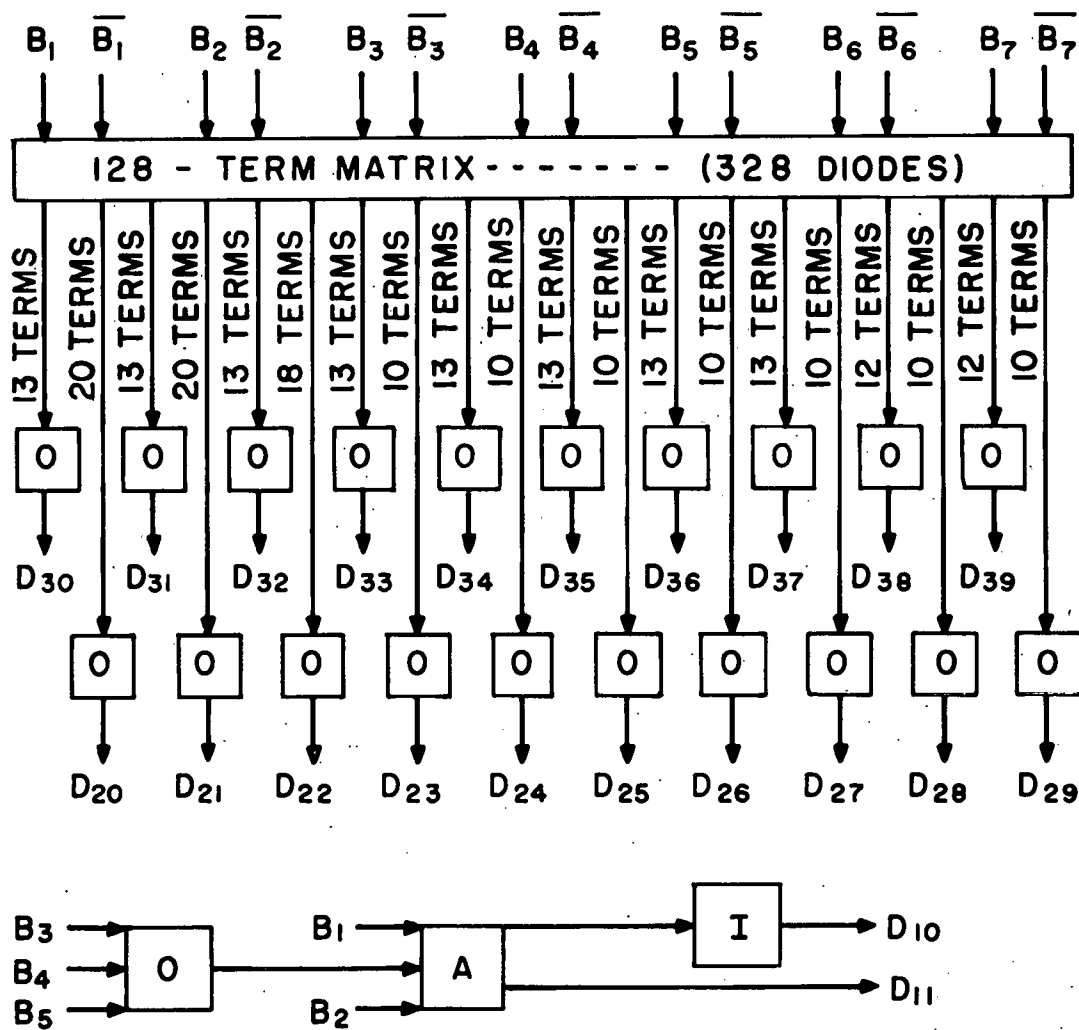 B1 B̅1̅ B2 B̅2̅ B3 B̅3̅ B4 B̅4̅ B5 B̅5̅ B6 B̅6̅ B7 B̅7̅
128 - TERM MATRIX - - - - - - - (328 DIODES)
13 TERMS
20 TERMS
13 TERMS
20 TERMS
13 TERMS
18 TERMS
13 TERMS
10 TERMS
13 TERMS
10 TERMS
13 TERMS
10 TERMS
13 TERMS
10 TERMS
13 TERMS
10 TERMS
12 TERMS
10 TERMS
12 TERMS
10 TERMS
O O O O O O O O O O
D30 D31 D32 D33 D34 D35 D36 D37 D38 D39
O O O O O O O O O O
D20 D21 D22 D23 D24 D25 D26 D27 D28 D29
B3 B1 I D10
B4 O A
B5 B2 D11